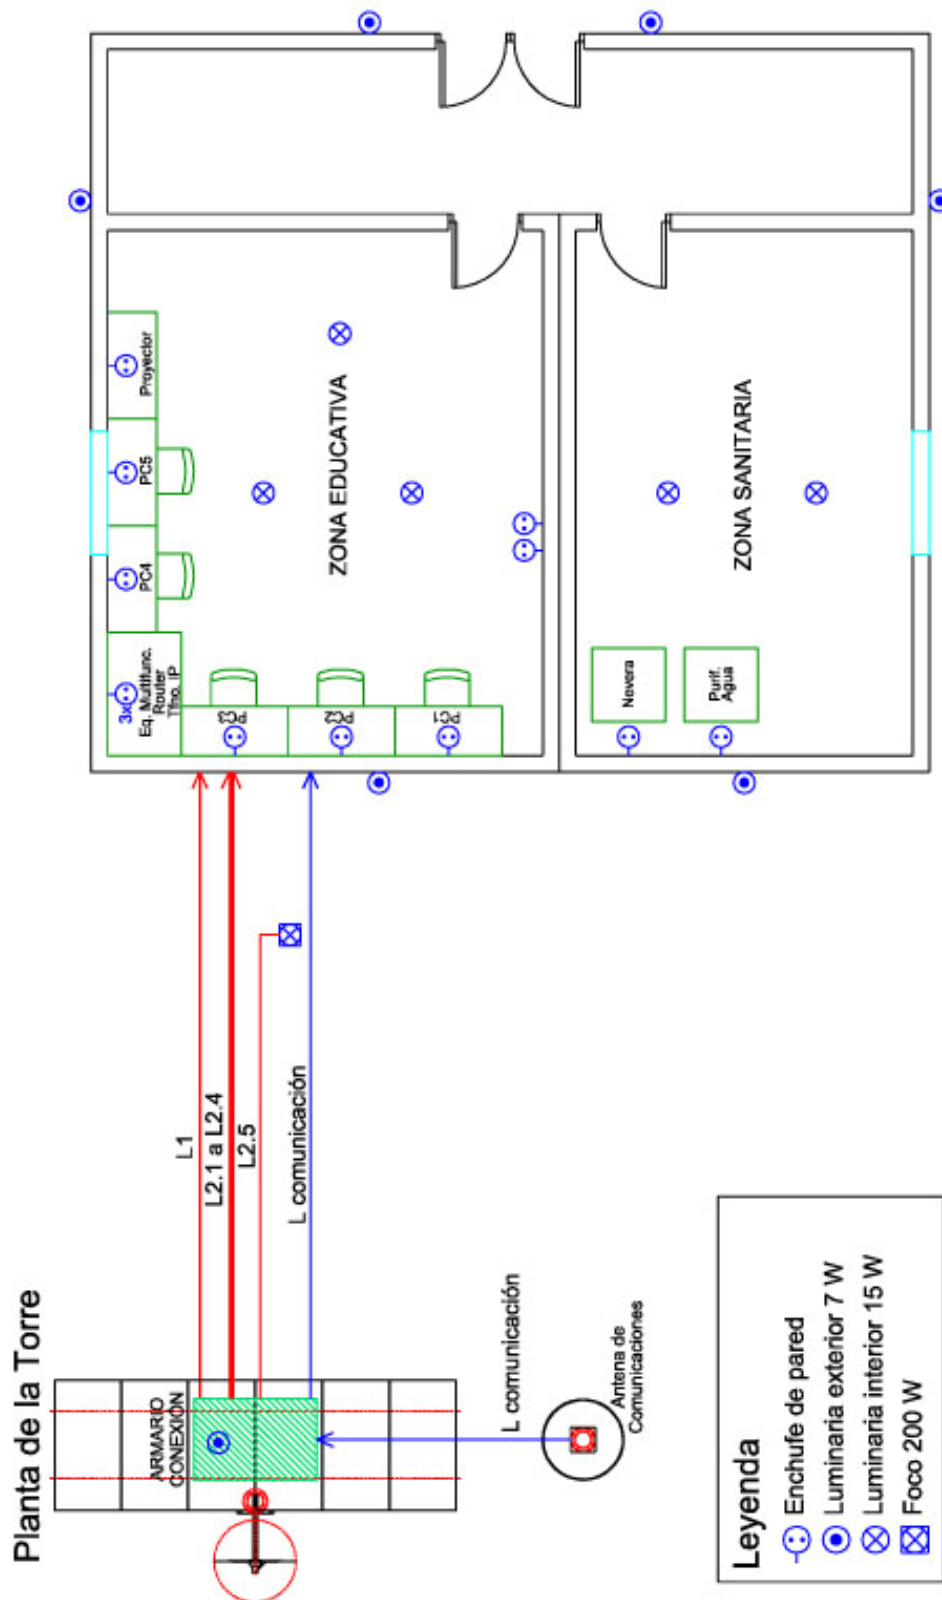 Planta de la Torre
ARMARIO
CONEXION
L1
L2.1 a L2.4
L2.5
L comunicación
L comunicación
Antena de
Comunicaciones
3x
Eq. Multifunc.
Router
Tfno. IP
PC4
PC5
Proyector
PC3
PC2
PC1
ZONA EDUCATIVA
Nevera
Purif.
Agua
ZONA SANITARIA
Leyenda
Enchufe de pared
Luminaria exterior 7 W
Luminaria interior 15 W
Foco 200 W